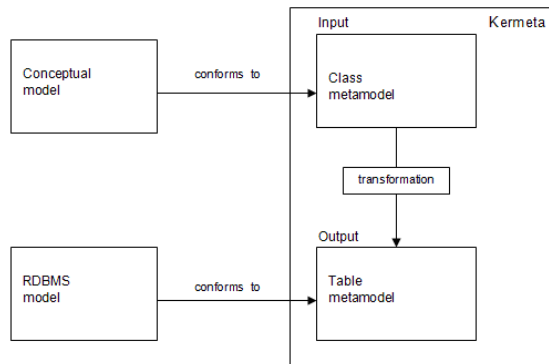 Input
Kermeta
Conceptual
model
conforms to
Class
metamodel
transformation
Output
RDBMS
model
conforms to
Table
metamodel